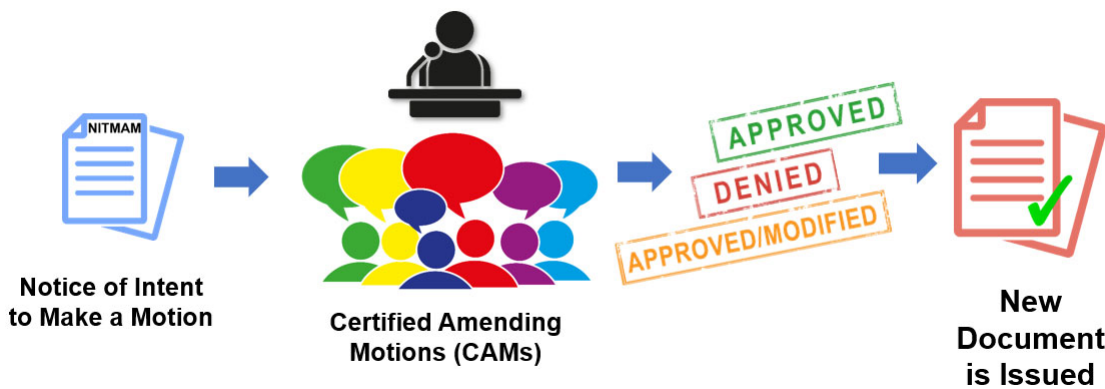 NITMAM
Notice of Intent
to Make a Motion
Certified Amending
Motions (CAMs)
APPROVED
DENIED
APPROVED/MODIFIED
New
Document
is Issued